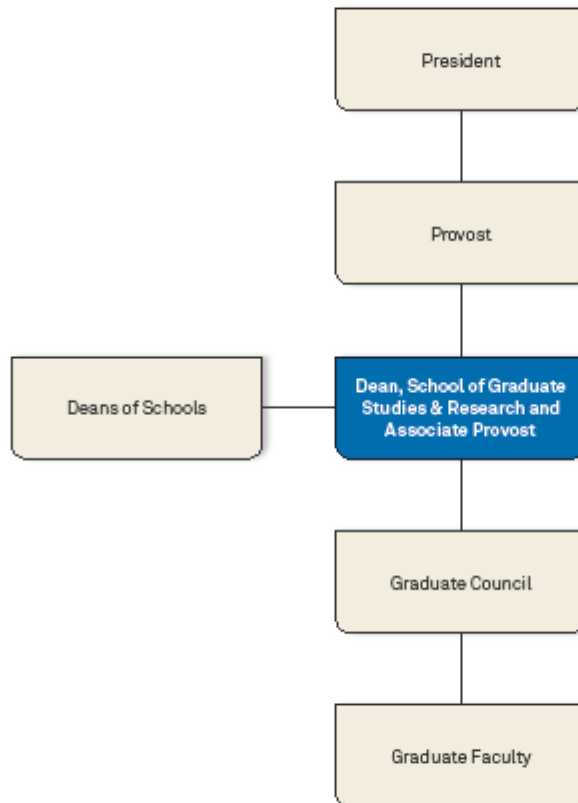 President
Provost
Deans of Schools
Dean, School of Graduate
Studies & Research and
Associate Provost
Graduate Council
Graduate Faculty